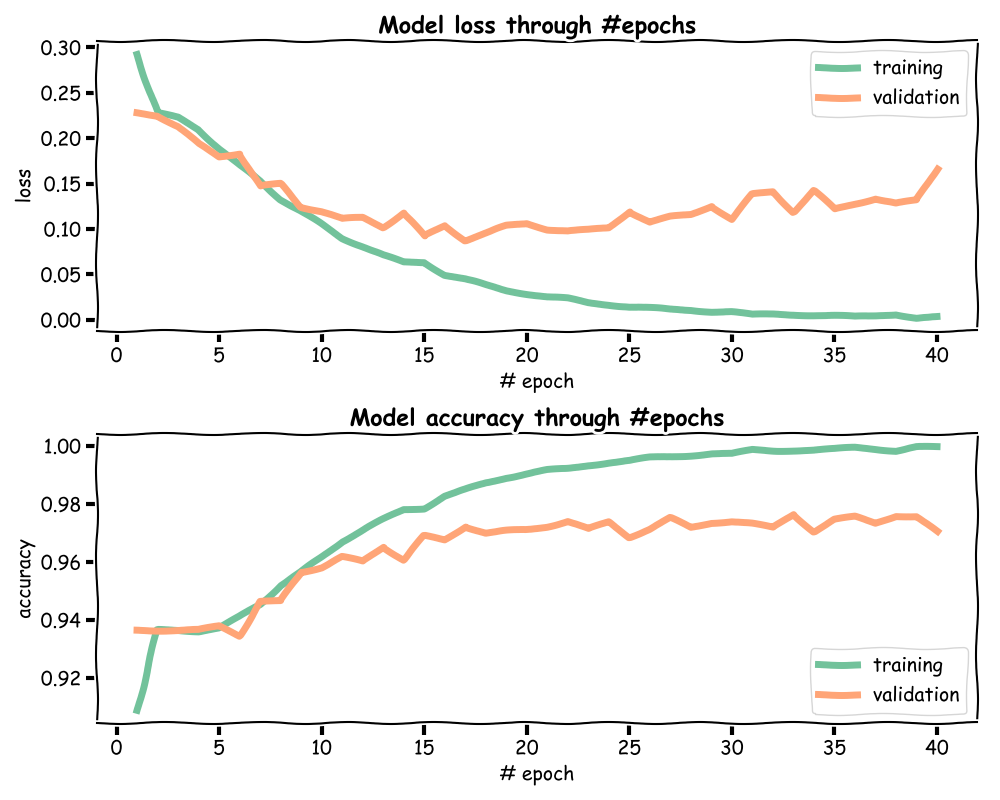 Model loss through #epochs
0.30
0.25
0.20
0.15
0.10
0.05
0.00
loss
training
validation
0 5 10 15 20 25 30 35 40
# epoch
Model accuracy through #epochs
1.00
0.98
0.96
0.94
0.92
accuracy
training
validation
0 5 10 15 20 25 30 35 40
# epoch